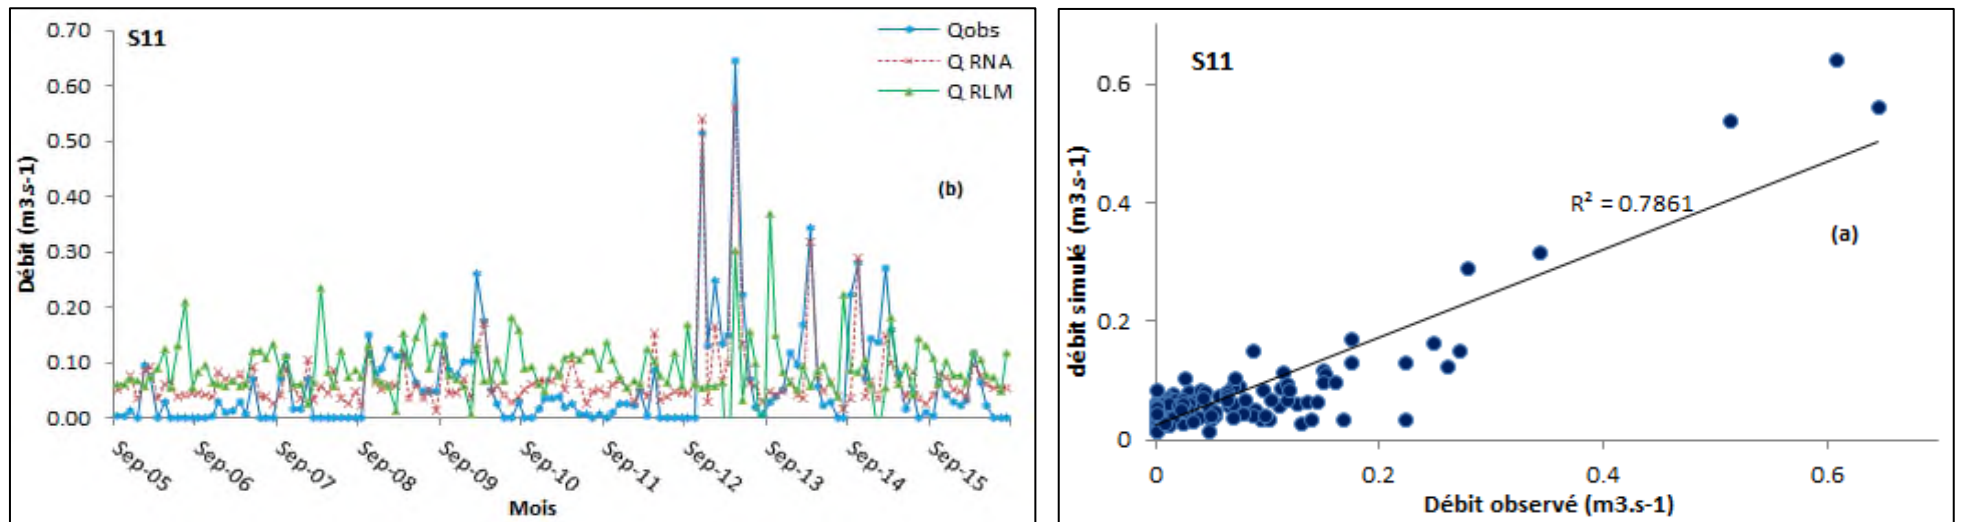 S11
Qobs
Q RNA
Q RLM
(b)
Débit (m3.s-1)
0.70
0.60
0.50
0.40
0.30
0.20
0.10
0.00
Sep-05
Sep-06
Sep-07
Sep-08
Sep-09
Sep-10
Sep-11
Sep-12
Sep-13
Sep-14
Sep-15
Mois
S11
R² = 0.7861
(a)
débit simulé (m3.s-1)
0.6
0.4
0.2
0
0
0.2
0.4
0.6
Débit observé (m3.s-1)